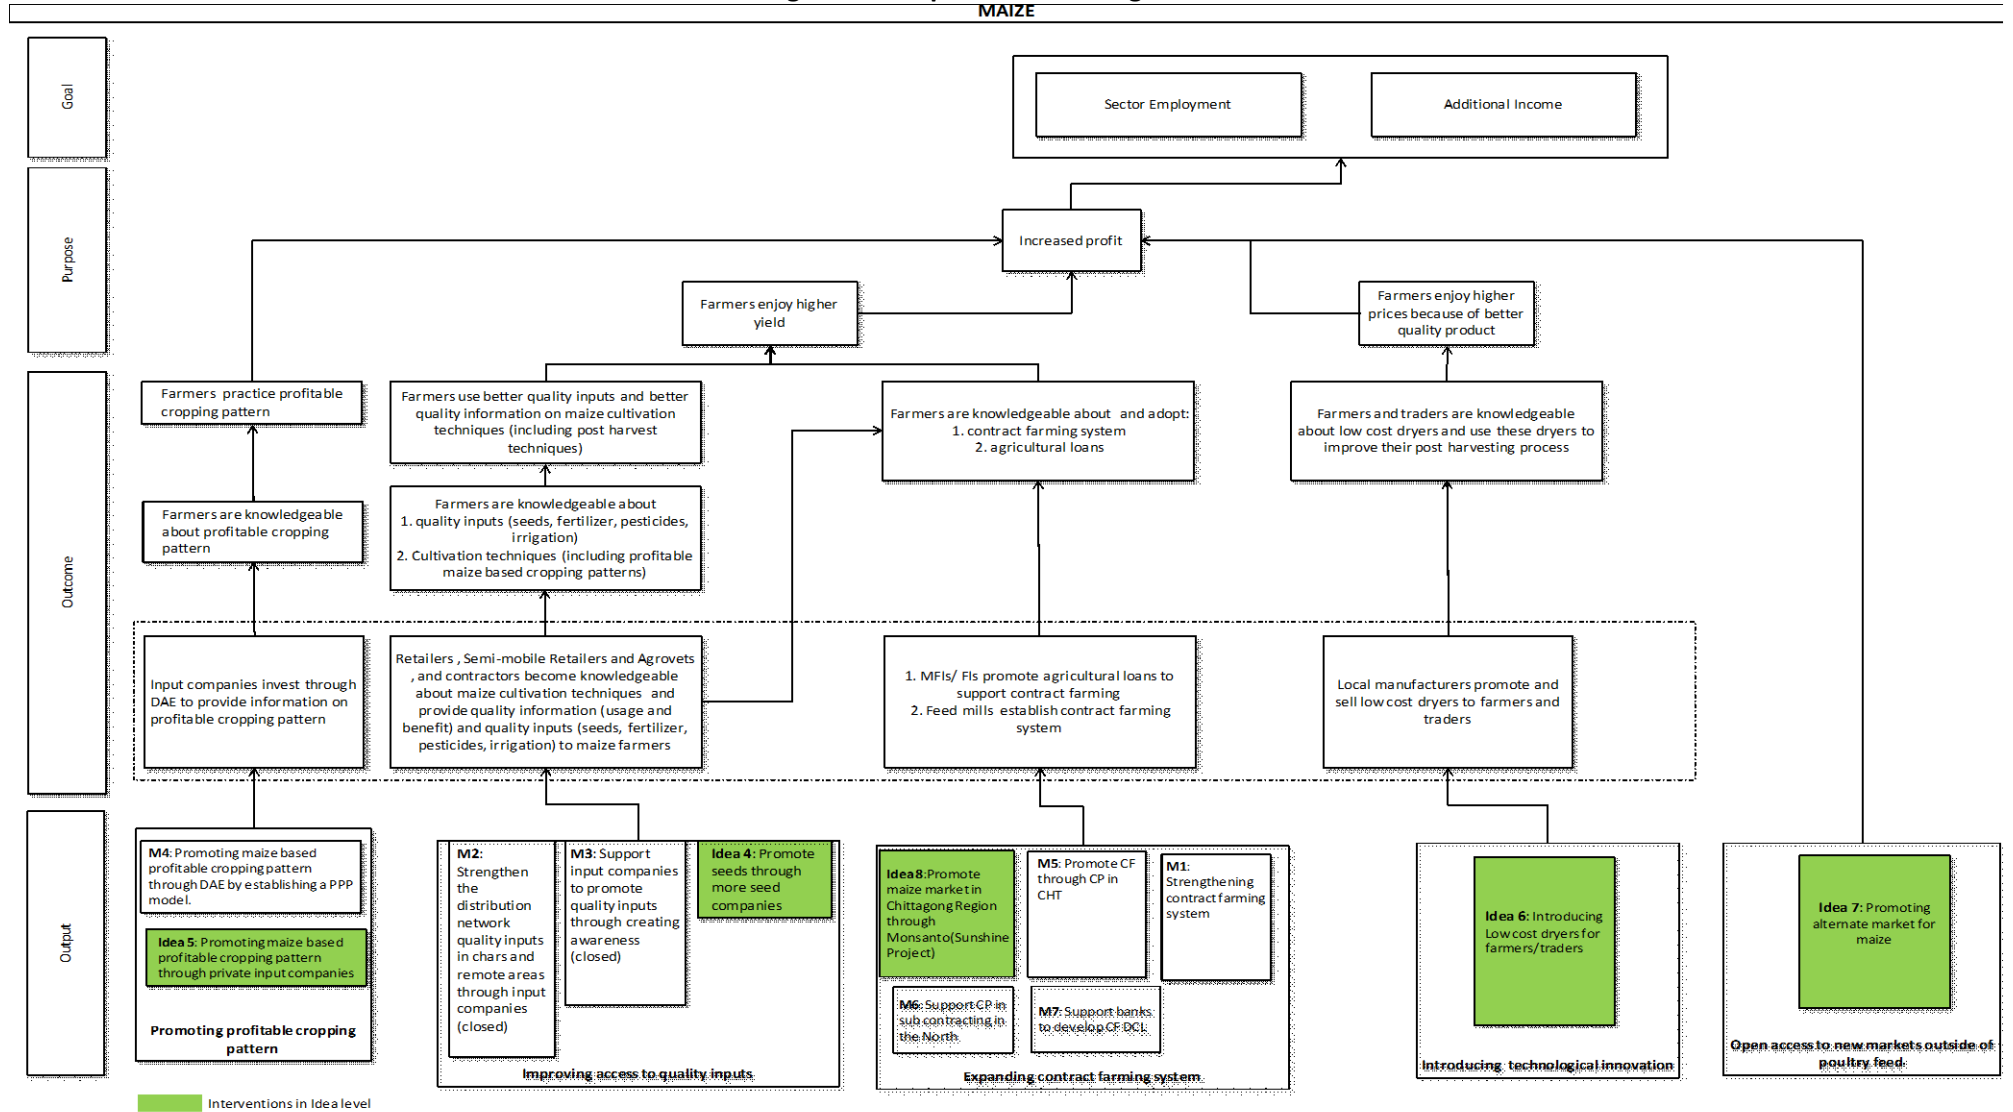 MAIZE
Goal
Sector Employment
Additional Income
Purpose
Increased profit
Farmers enjoy higher
yield
Farmers enjoy higher
prices because of better
quality product
Outcome
Farmers practice profitable
cropping pattern
Farmers use better quality inputs and better
quality information on maize cultivation
techniques (including post harvest
techniques)
Farmers are knowledgeable about and adopt:
1. contract farming system
2. agricultural loans
Farmers and traders are knowledgeable
about low cost dryers and use these dryers to
improve their post harvesting process
Farmers are knowledgeable
about profitable cropping
pattern
Farmers are knowledgeable about
1. quality inputs (seeds, fertilizer, pesticides,
irrigation)
2. Cultivation techniques (including profitable
maize based cropping patterns)
Input companies invest through
DAE to provide information on
profitable cropping pattern
Retailers , Semi-mobile Retailers and Agrovets
, and contractors become knowledgeable
about maize cultivation techniques and
provide quality information (usage and
benefit) and quality inputs (seeds, fertilizer,
pesticides, irrigation) to maize farmers
1. MFIs/ FIs promote agricultural loans to
support contract farming
2. Feed mills establish contract farming
system
Local manufacturers promote and
sell low cost dryers to farmers and
traders
Output
M4: Promoting maize based
profitable cropping pattern
through DAE by establishing a PPP
model.
Idea 5: Promoting maize based
profitable cropping pattern
through private input companies
Promoting profitable cropping
pattern
M2:
Strengthen
the
distribution
network
quality inputs
in chars and
remote areas
through input
companies
(closed)
M3: Support
input companies
to promote
quality inputs
through creating
awareness
(closed)
Idea 4: Promote
seeds through
more seed
companies
Improving access to quality inputs
Idea8:Promote
maize market in
Chittagong Region
through
Monsanto(Sunshine
Project)
M5: Promote CF
through CP in
CHT
M1:
Strengthening
contract farming
system
M6: Support CP in
sub contracting in
the North
M7: Support banks
to develop CF DCL
Expanding contract farming system
Idea 6: Introducing
Low cost dryers for
farmers/traders
Introducing technological innovation
Idea 7: Promoting
alternate market for
maize
Open access to new markets outside of
poultry feed
Interventions in Idea level